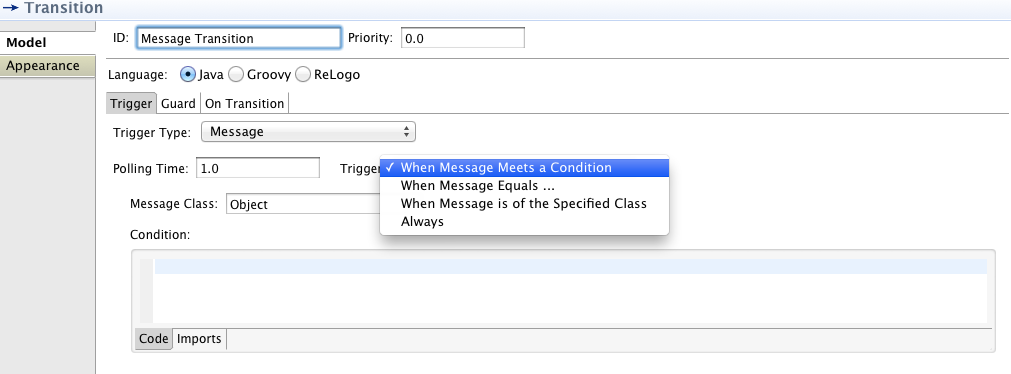 Transition
Model
Appearance
ID: Message Transition Priority: 0.0
Language: Java Groovy ReLogo
Trigger Guard On Transition
Trigger Type: Message
Polling Time: 1.0 Trigger ✓ When Message Meets a Condition
When Message Equals ...
When Message is of the Specified Class
Always
Message Class: Object
Condition:
Code Imports